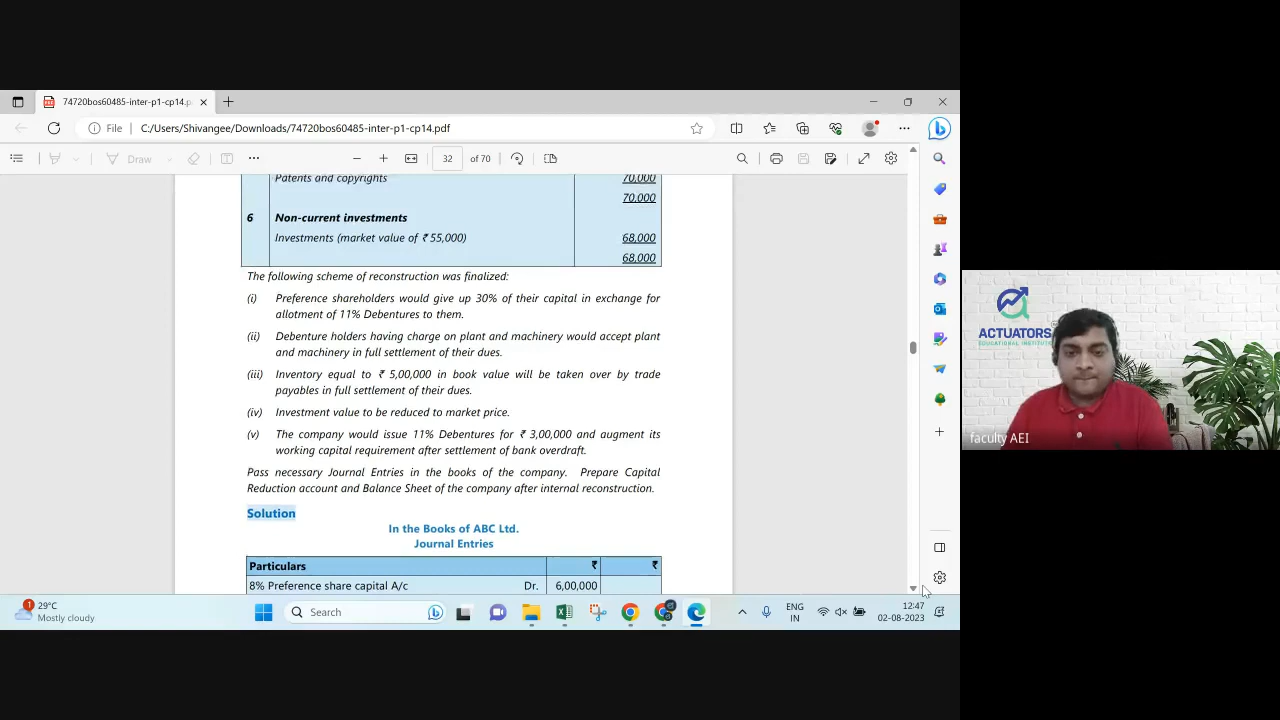 74720bos60485-inter-p1-cp14.p
File C:/Users/Shivangee/Downloads/74720bos60485-inter-p1-cp14.pdf
Draw
32 of 70
Patents and copyrights 70,000
70,000
6 Non-current investments
Investments (market value of ₹ 55,000) 68,000
68,000
The following scheme of reconstruction was finalized:
(i) Preference shareholders would give up 30% of their capital in exchange for
allotment of 11% Debentures to them.
(ii) Debenture holders having charge on plant and machinery would accept plant
and machinery in full settlement of their dues.
(iii) Inventory equal to ₹ 5,00,000 in book value will be taken over by trade
payables in full settlement of their dues.
(iv) Investment value to be reduced to market price.
(v) The company would issue 11% Debentures for ₹ 3,00,000 and augment its
working capital requirement after settlement of bank overdraft.
Pass necessary Journal Entries in the books of the company. Prepare Capital
Reduction account and Balance Sheet of the company after internal reconstruction.
Solution
In the Books of ABC Ltd.
Journal Entries
Particulars ₹ ₹
8% Preference share capital A/c Dr. 6,00,000
1
29°C
Mostly cloudy
Search
ENG
IN
12:47
02-08-2023
ACTUATORS
EDUCATIONAL INSTITUTE
faculty AEI